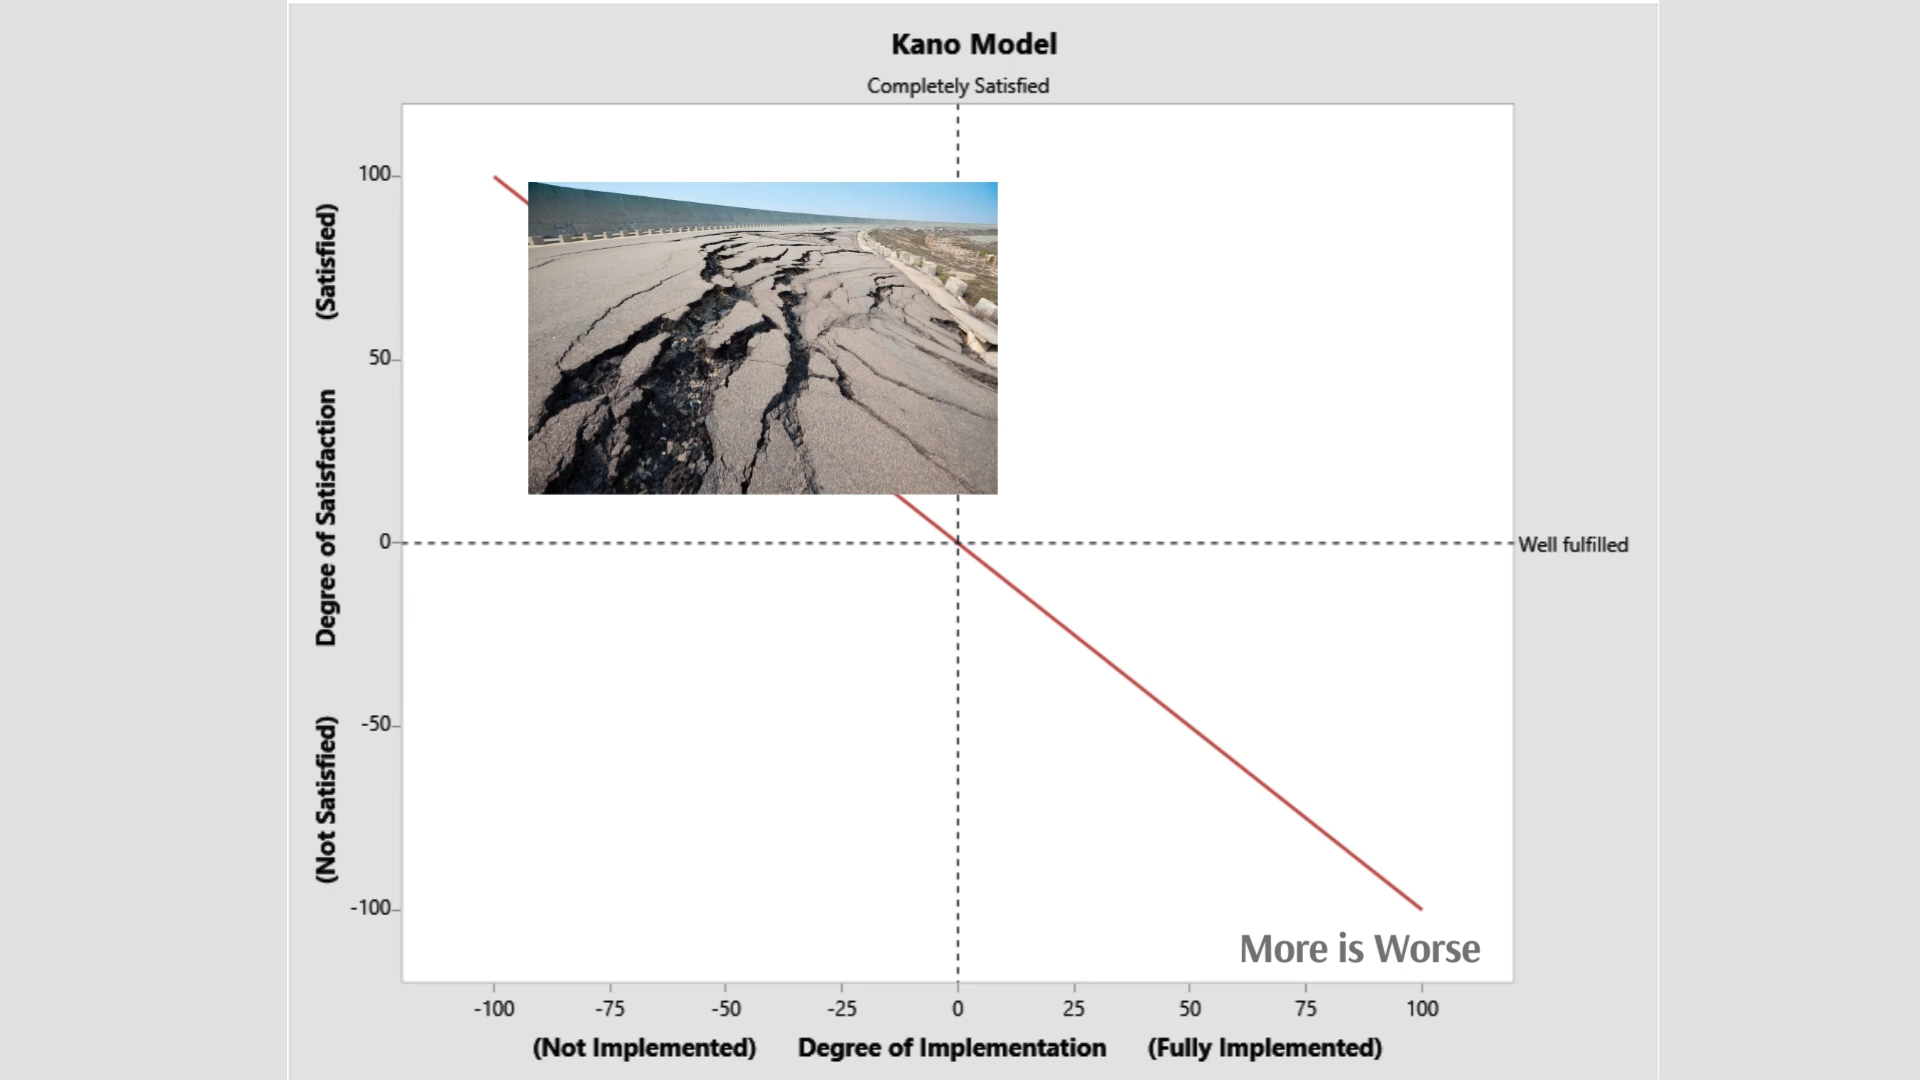 Kano Model
Completely Satisfied
100
50
0
-50
-100
(Not Satisfied) Degree of Satisfaction (Satisfied)
Well fulfilled
More is Worse
-100 -75 -50 -25 0 25 50 75 100
(Not Implemented) Degree of Implementation (Fully Implemented)